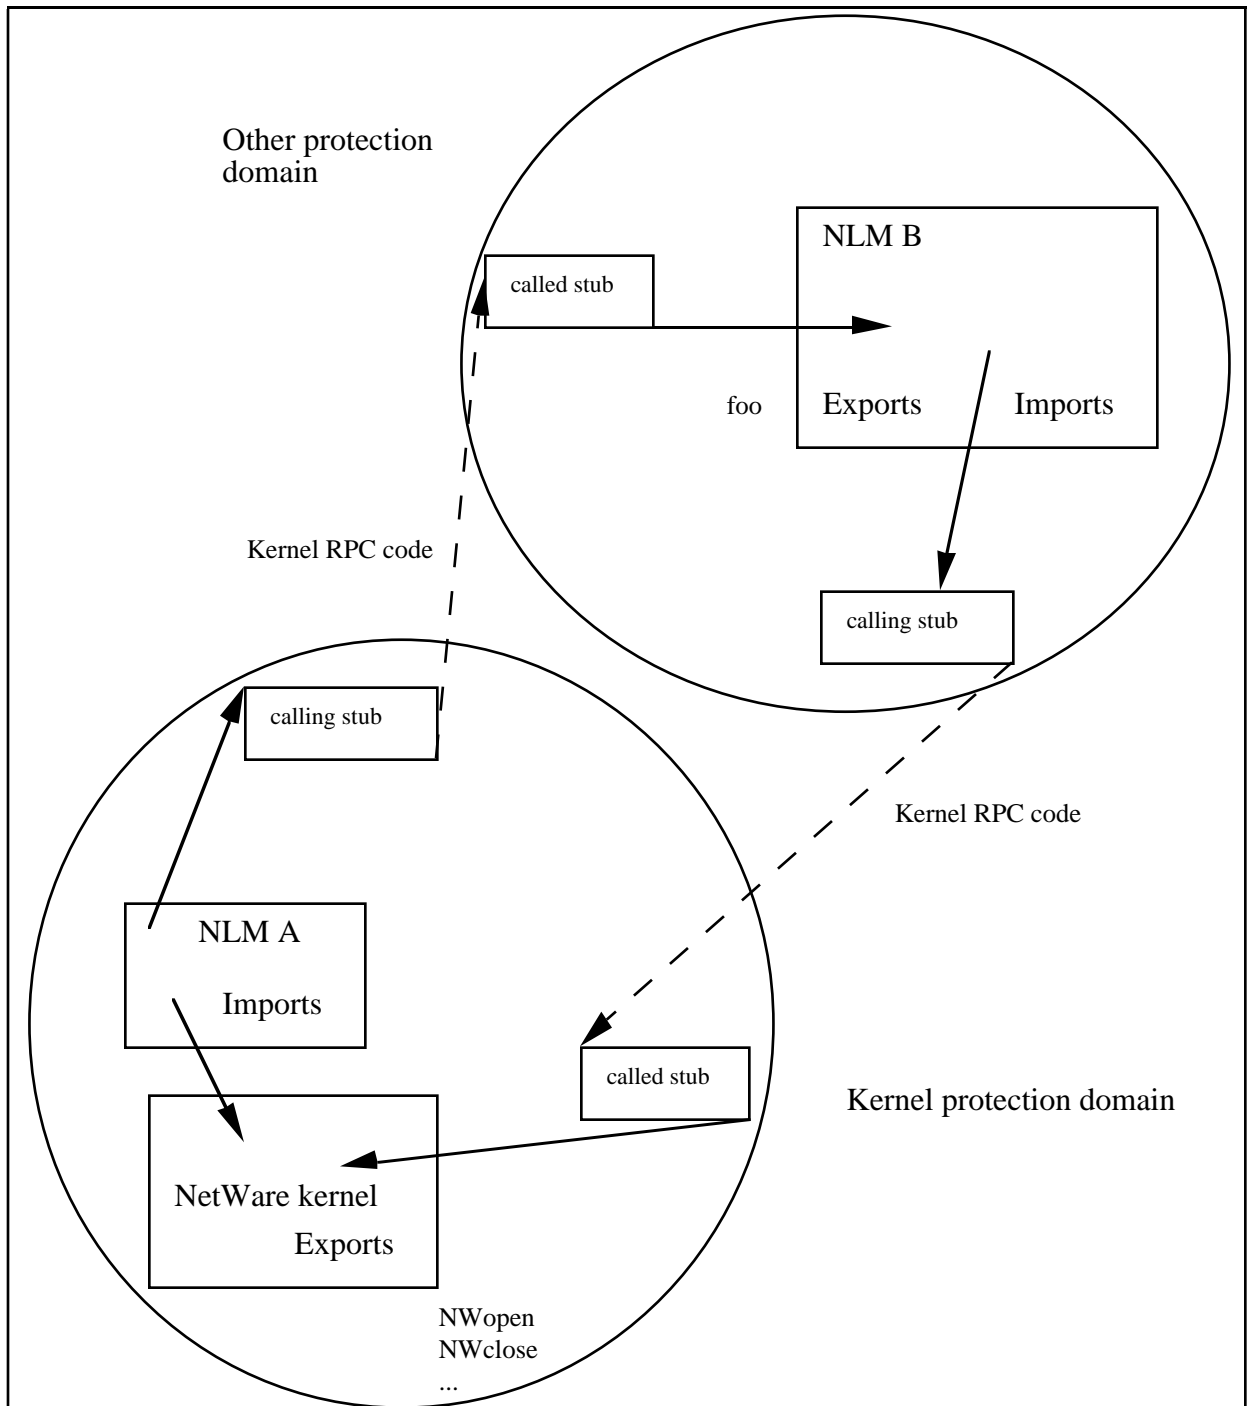 Other protection
domain
NLM B
called stub
foo
Exports
Imports
Kernel RPC code
calling stub
calling stub
Kernel RPC code
NLM A
Imports
called stub
Kernel protection domain
NetWare kernel
Exports
NWopen
NWclose
...